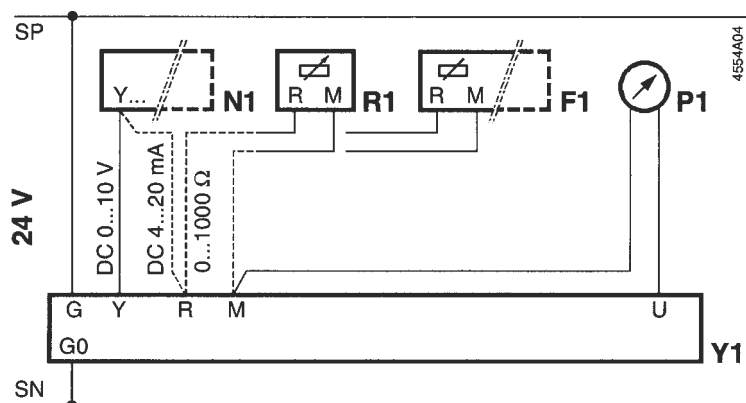 SP
4554A04
Y...
N1
R M
R1
R M
F1
P1
24 V
DC 0...10 V
DC 4...20 mA
0...1000 Ω
G Y R M U
G0
Y1
SN